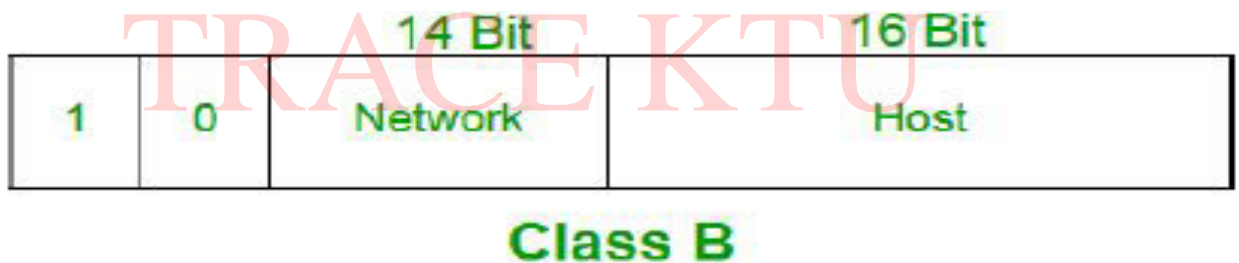 TRACE KTU
14 Bit 16 Bit
1 0 Network Host
Class B